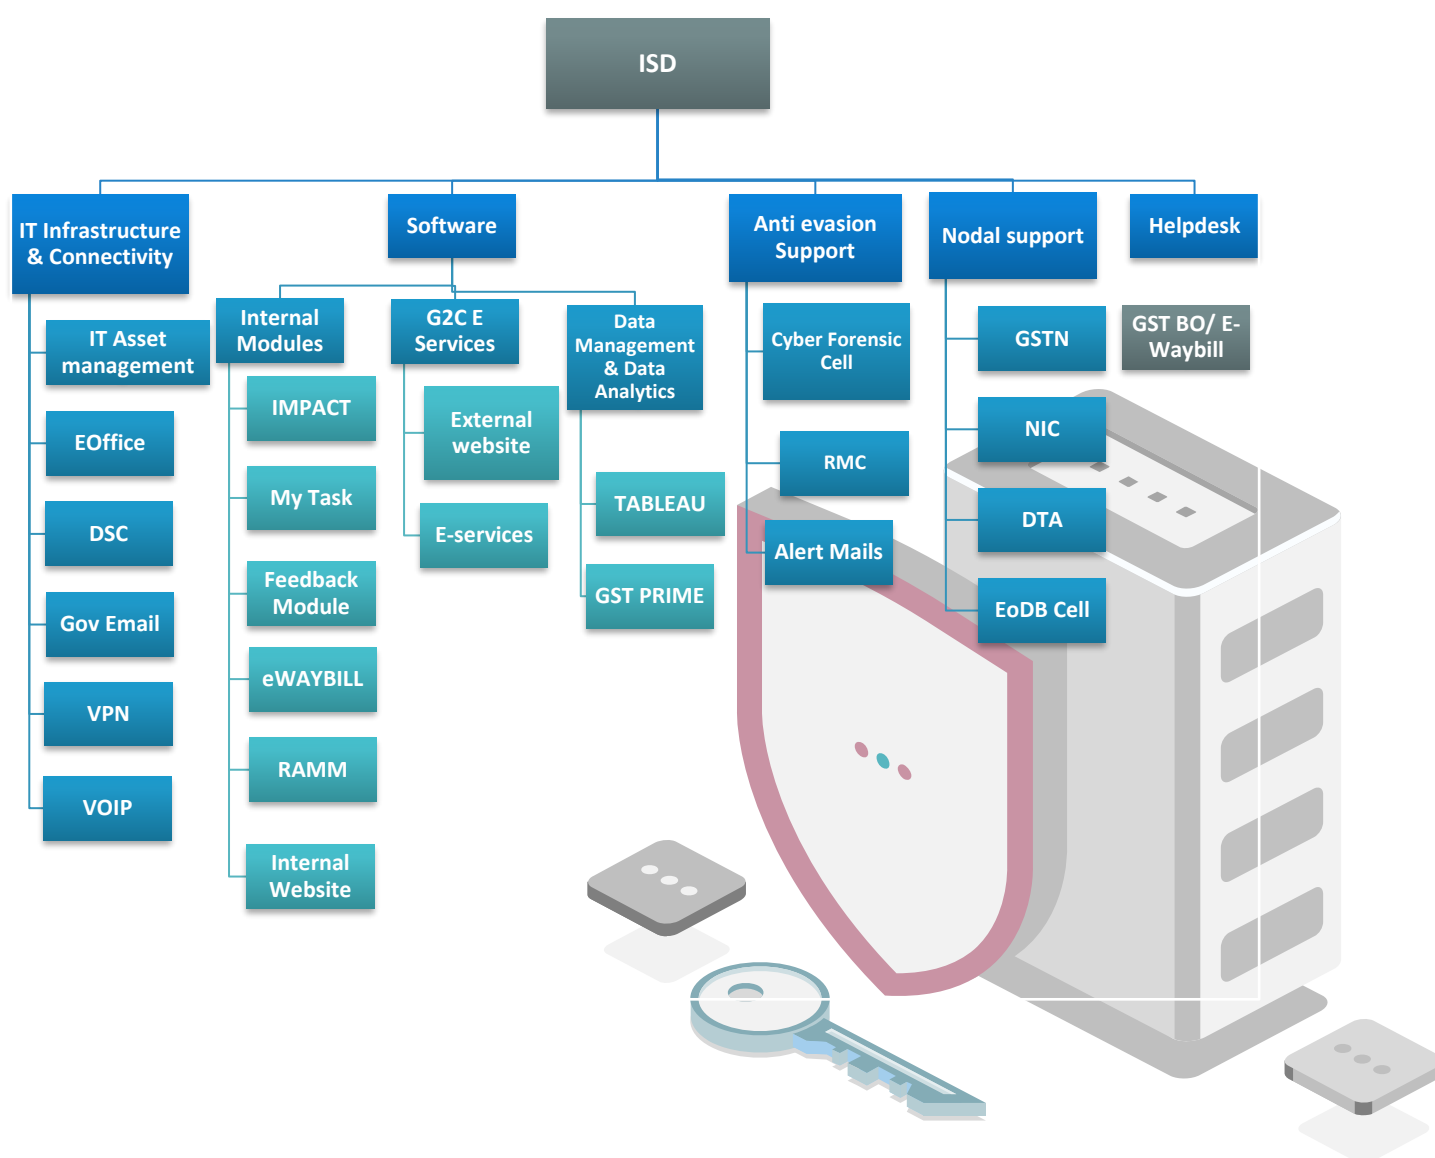 ISD
IT Infrastructure
& Connectivity
IT Asset
management
EOffice
DSC
Gov Email
VPN
VOIP
Software
Internal
Modules
IMPACT
My Task
Feedback
Module
eWAYBILL
RAMM
Internal
Website
G2C E
Services
External
website
E-services
Data
Management
& Data
Analytics
TABLEAU
GST PRIME
Anti evasion
Support
Cyber Forensic
Cell
RMC
Alert Mails
Nodal support
GSTN
NIC
DTA
EoDB Cell
Helpdesk
GST BO/ E-
Waybill